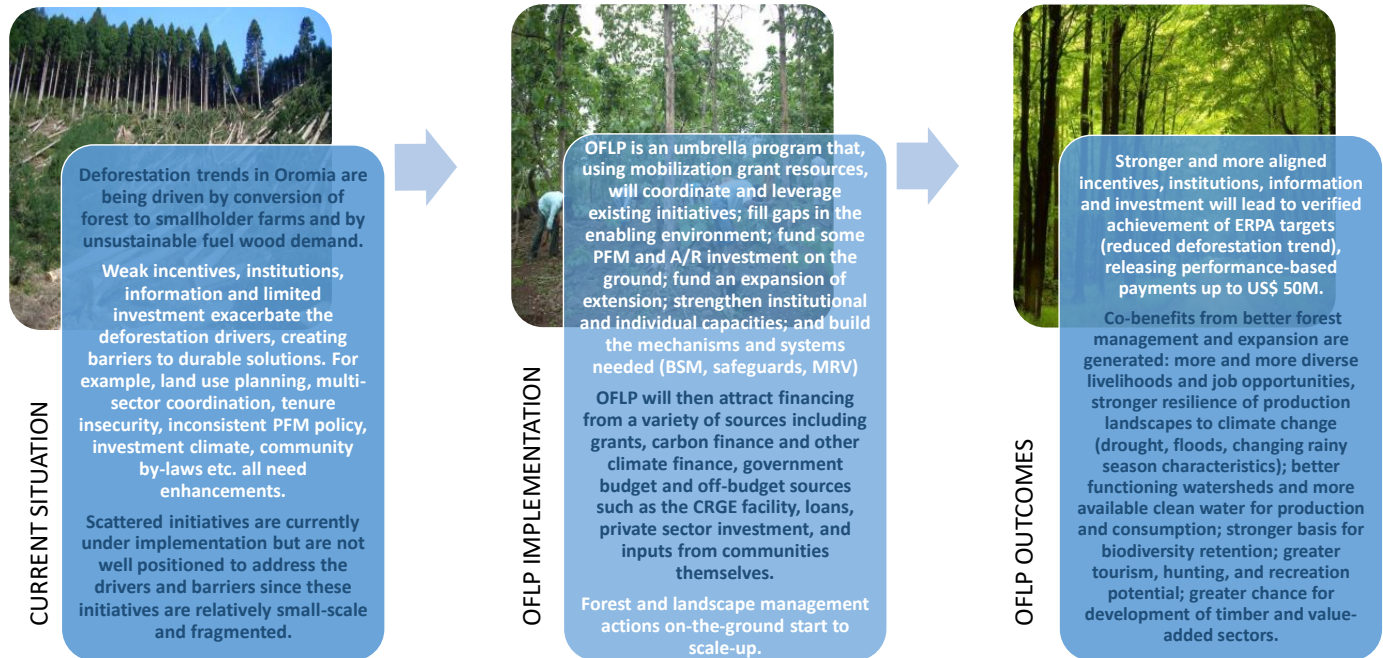 CURRENT SITUATION
Deforestation trends in Oromia are
being driven by conversion of
forest to smallholder farms and by
unsustainable fuel wood demand.
Weak incentives, institutions,
information and limited
investment exacerbate the
deforestation drivers, creating
barriers to durable solutions. For
example, land use planning, multi-
sector coordination, tenure
insecurity, inconsistent PFM policy,
investment climate, community
by-laws etc. all need
enhancements.
Scattered initiatives are currently
under implementation but are not
well positioned to address the
drivers and barriers since these
initiatives are relatively small-scale
and fragmented.
OFLP IMPLEMENTATION
OFLP is an umbrella program that,
using mobilization grant resources,
will coordinate and leverage
existing initiatives; fill gaps in the
enabling environment; fund some
PFM and A/R investment on the
ground; fund an expansion of
extension; strengthen institutional
and individual capacities; and build
the mechanisms and systems
needed (BSM, safeguards, MRV)
OFLP will then attract financing
from a variety of sources including
grants, carbon finance and other
climate finance, government
budget and off-budget sources
such as the CRGE facility, loans,
private sector investment, and
inputs from communities
themselves.
Forest and landscape management
actions on-the-ground start to
scale-up.
OFLP OUTCOMES
Stronger and more aligned
incentives, institutions, information
and investment will lead to verified
achievement of ERPA targets
(reduced deforestation trend),
releasing performance-based
payments up to US$ 50M.
Co-benefits from better forest
management and expansion are
generated: more and more diverse
livelihoods and job opportunities,
stronger resilience of production
landscapes to climate change
(drought, floods, changing rainy
season characteristics); better
functioning watersheds and more
available clean water for production
and consumption; stronger basis for
biodiversity retention; greater
tourism, hunting, and recreation
potential; greater chance for
development of timber and value-
added sectors.